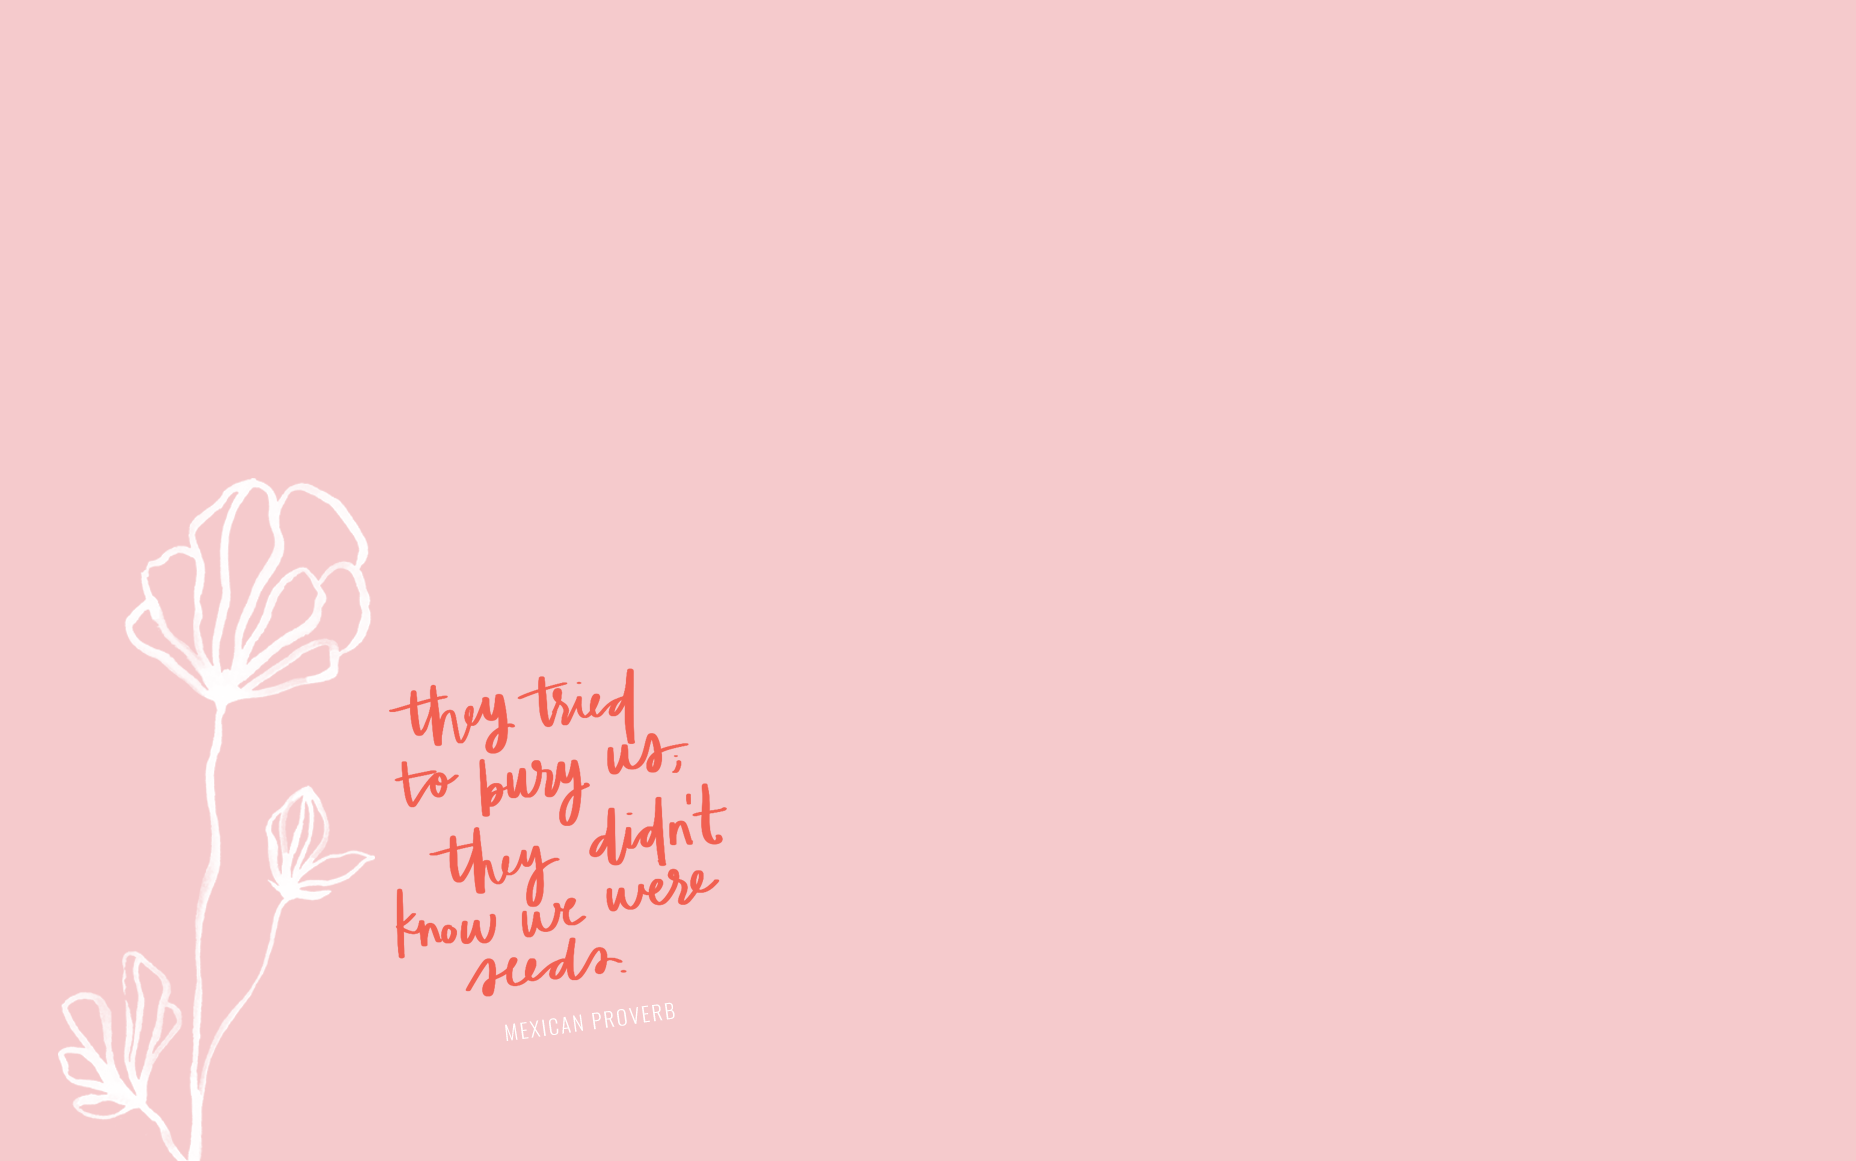 they tried
to bury us;
they didn't
know we were
seeds.
MEXICAN PROVERB